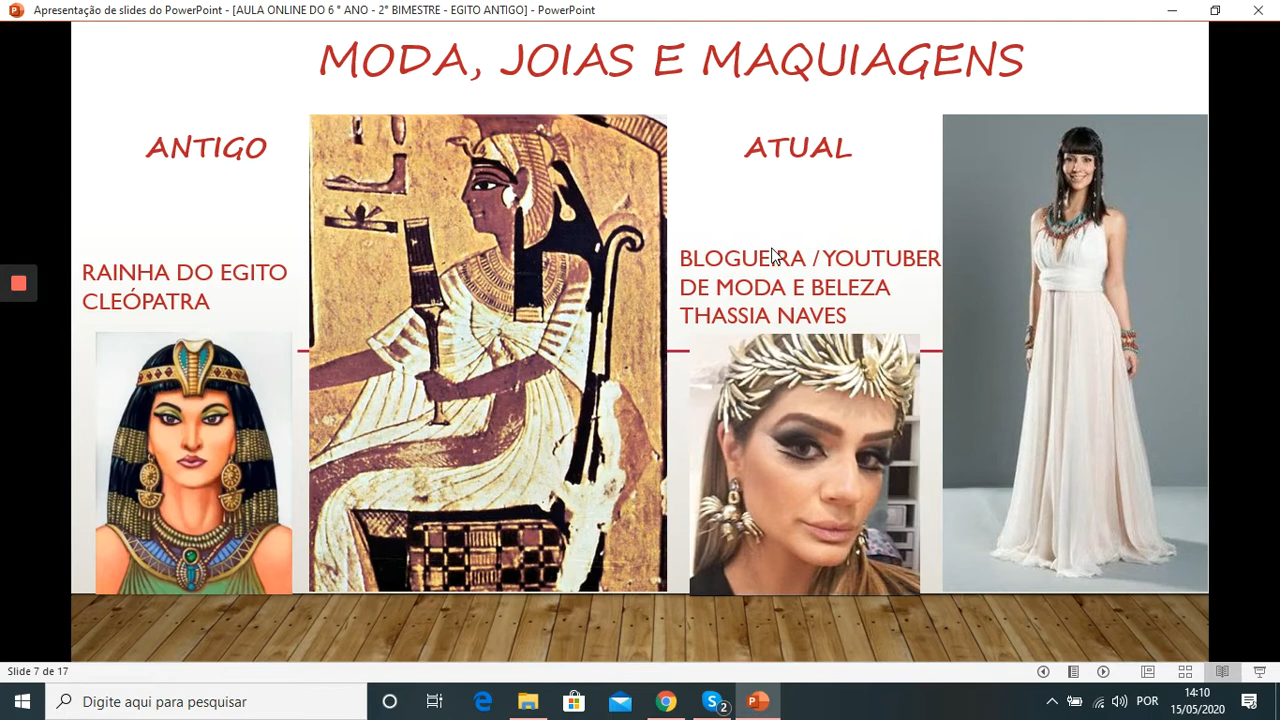 Apresentação de slides do PowerPoint - [AULA ONLINE DO 6 º ANO - 2° BIMESTRE - EGITO ANTIGO] - PowerPoint
MODA, JOIAS E MAQUIAGENS
ANTIGO
ATUAL
RAINHA DO EGITO
CLEÓPATRA
BLOGUEIRA / YOUTUBER
DE MODA E BELEZA
THASSIA NAVES
Slide 7 de 17
Digite aqui para pesquisar
2
POR
14:10
15/05/2020